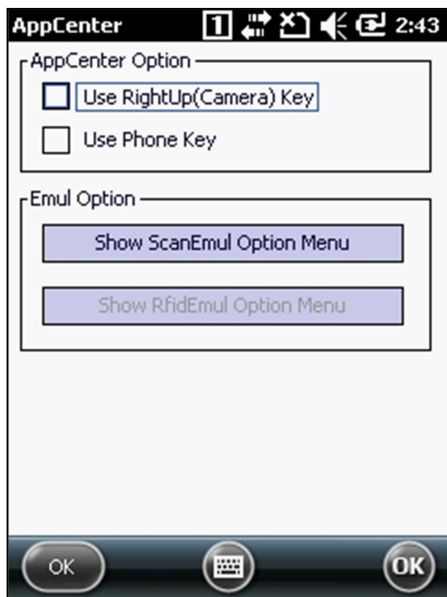 AppCenter 1 2:43
AppCenter Option
Use RightUp(Camera) Key
Use Phone Key
Emul Option
Show ScanEmul Option Menu
Show RfidEmul Option Menu
OK OK